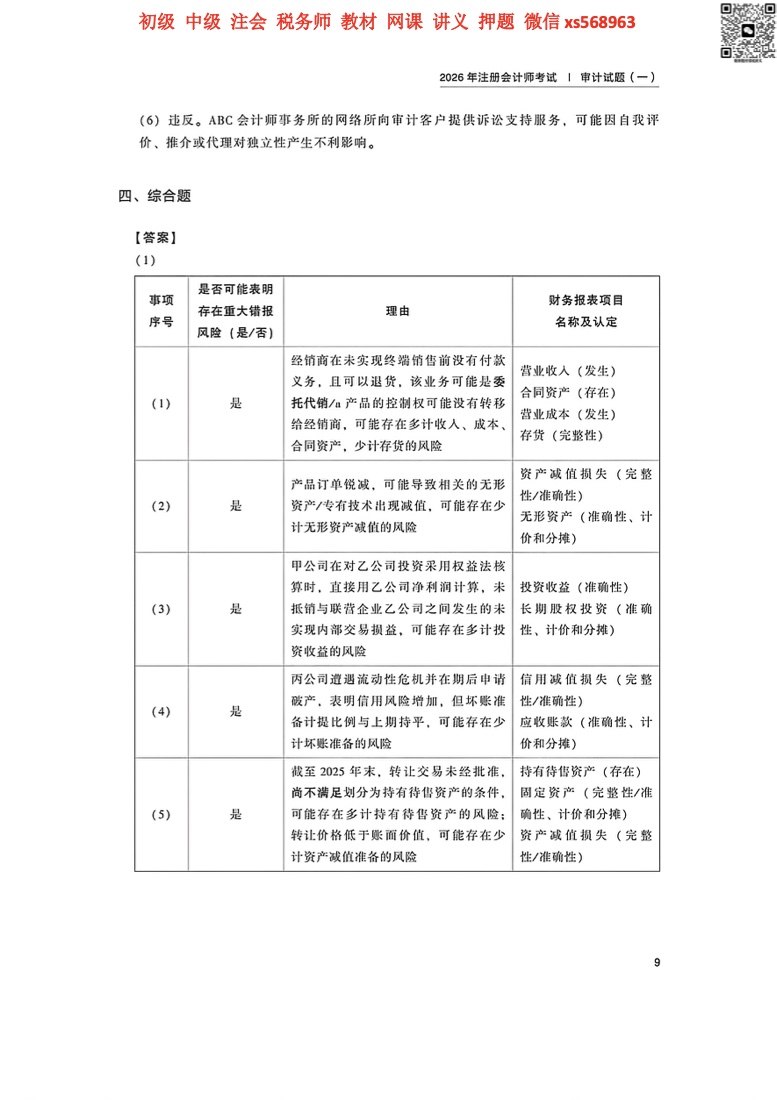 初级 中级 注会 税务师 教材 网课 讲义 押题 微信 xs568963
2026 年注册会计师考试 | 审计试题（一）
（6）违反。ABC 会计师事务所的网络所向审计客户提供诉讼支持服务，可能因自我评
价、推介或代理对独立性产生不利影响。
四、综合题
【答案】
（1）
事项
序号
是否可能表明
存在重大错报
风险（是/否）
理由
财务报表项目
名称及认定
（1）
是
经销商在未实现终端销售前没有付款
义务，且可以退货，该业务可能是委
托代销/a 产品的控制权可能没有转移
给经销商，可能存在多计收入、成本、
合同资产，少计存货的风险
营业收入（发生）
合同资产（存在）
营业成本（发生）
存货（完整性）
（2）
是
产品订单锐减，可能导致相关的无形
资产/专有技术出现减值，可能存在少
计无形资产减值的风险
资产减值损失（完整
性/准确性）
无形资产（准确性、计
价和分摊）
（3）
是
甲公司在对乙公司投资采用权益法核
算时，直接用乙公司净利润计算，未
抵销与联营企业乙公司之间发生的未
实现内部交易损益，可能存在多计投
资收益的风险
投资收益（准确性）
长期股权投资（准确
性、计价和分摊）
（4）
是
丙公司遭遇流动性危机并在期后申请
破产，表明信用风险增加，但坏账准
备计提比例与上期持平，可能存在少
计坏账准备的风险
信用减值损失（完整
性/准确性）
应收账款（准确性、计
价和分摊）
（5）
是
截至 2025 年末，转让交易未经批准，
尚不满足划分为持有待售资产的条件，
可能存在多计持有待售资产的风险；
转让价格低于账面价值，可能存在少
计资产减值准备的风险
持有待售资产（存在）
固定资产（完整性/准
确性、计价和分摊）
资产减值损失（完整
性/准确性）
9